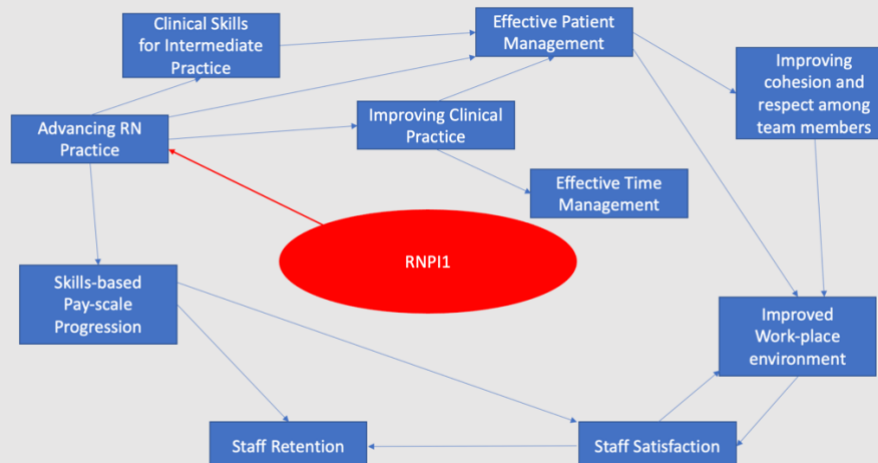 Clinical Skills
for Intermediate
Practice
Effective Patient
Management
Improving
cohesion and
respect among
team members
Advancing RN
Practice
Improving Clinical
Practice
Effective Time
Management
RNPI1
Skills-based
Pay-scale
Progression
Improved
Work-place
environment
Staff Retention
Staff Satisfaction